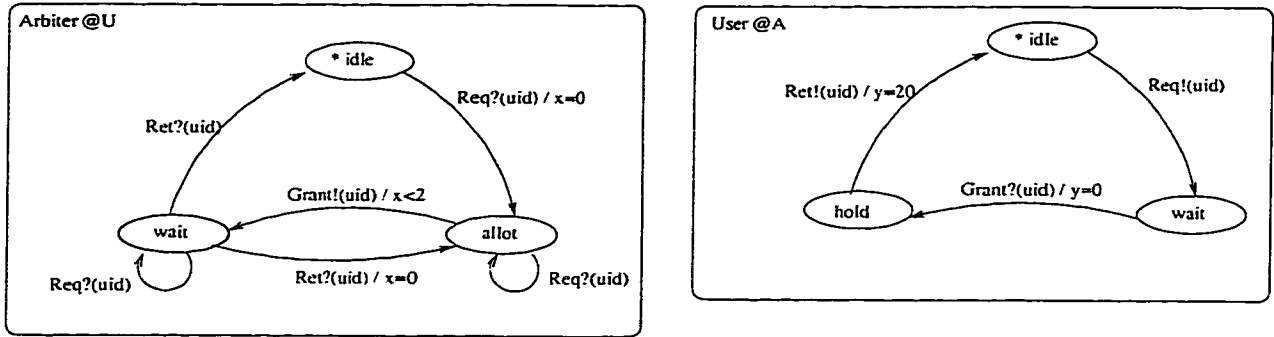 Arbiter @U
* idle
Req?(uid) / x=0
Ret?(uid)
Grant!(uid) / x<2
wait
allot
Req?(uid)
Ret?(uid) / x=0
Req?(uid)
User @A
* idle
Ret!(uid) / y=20
Req!(uid)
Grant?(uid) / y=0
hold
wait